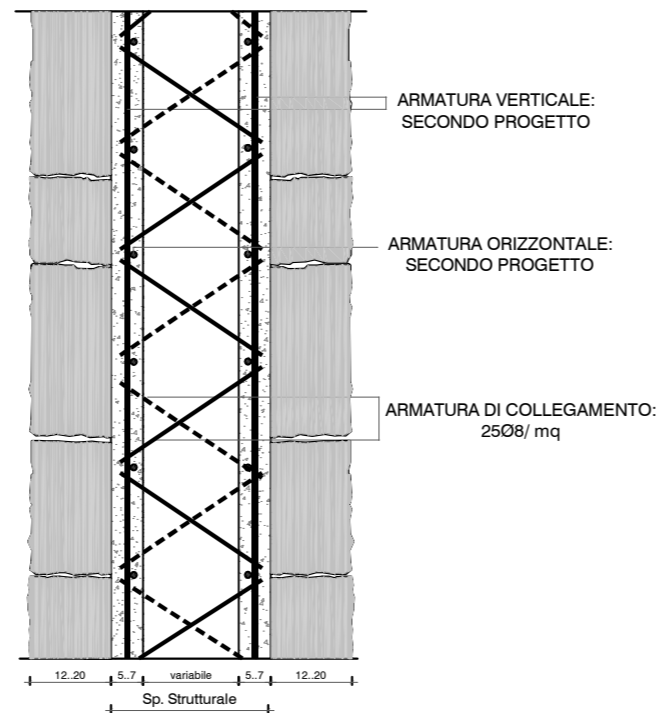 ARMATURA VERTICALE:
SECONDO PROGETTO
ARMATURA ORIZZONTALE:
SECONDO PROGETTO
ARMATURA DI COLLEGAMENTO:
25Ø8/ mq
12..20 5..7 variabile 5..7 12..20
Sp. Strutturale